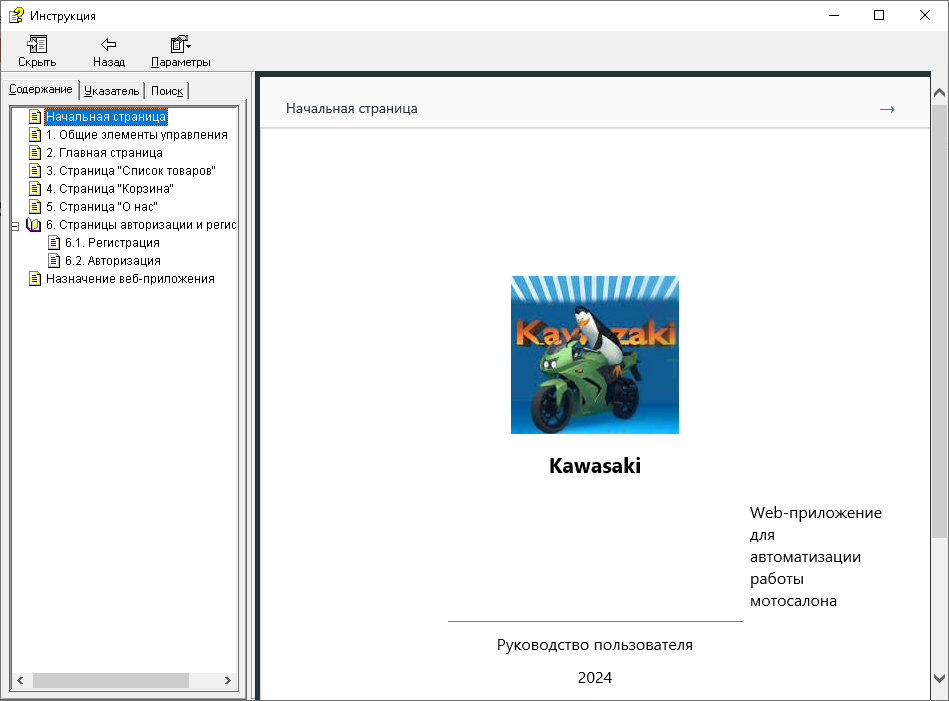 Инструкция
Скрыть
Назад
Параметры
Содержание
Указатель
Поиск
Начальная страница
1. Общие элементы управления
2. Главная страница
3. Страница "Список товаров"
4. Страница "Корзина"
5. Страница "О нас"
6. Страницы авторизации и регис
6.1. Регистрация
6.2. Авторизация
Назначение веб-приложения
Начальная страница
Kawasaki
Web-приложение
для
автоматизации
работы
мотосалона
Руководство пользователя
2024